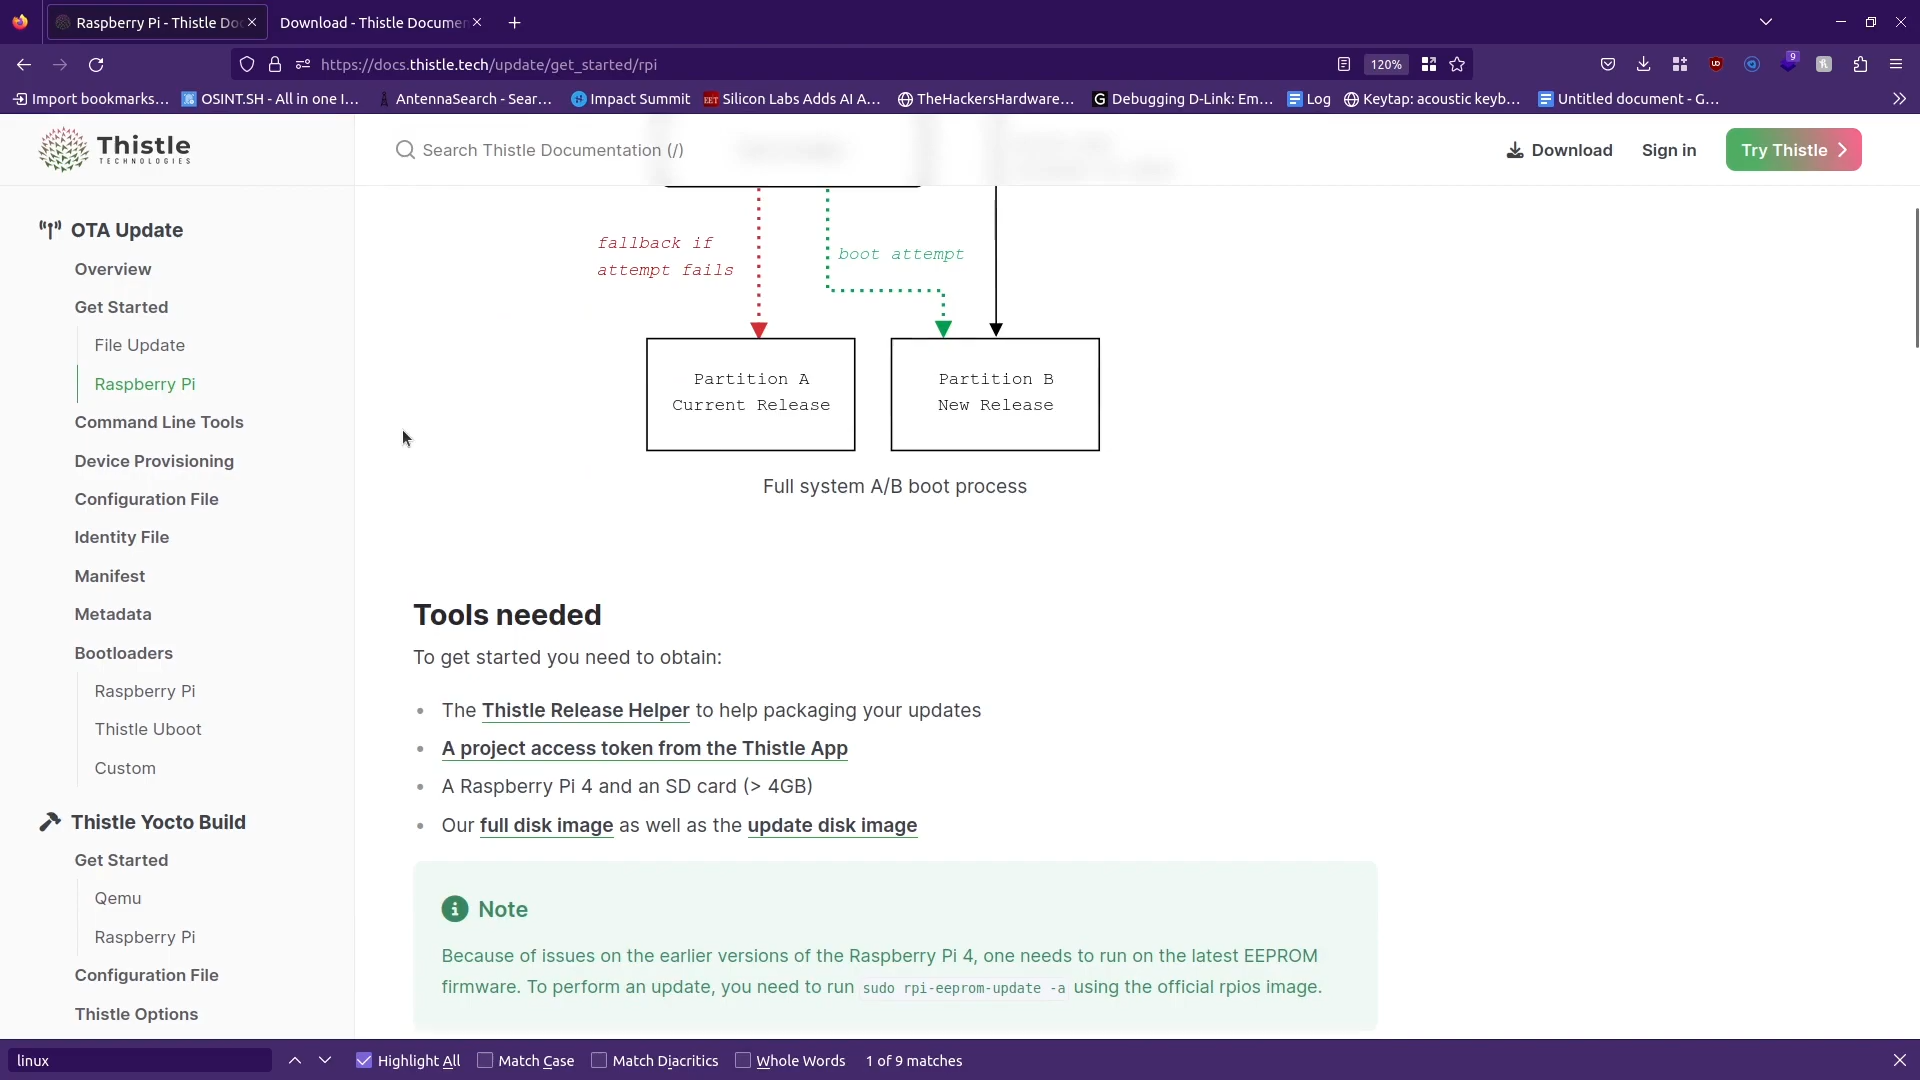 Raspberry Pi - Thistle Do
Download - Thistle Documen
https://docs.thistle.tech/update/get_started/rpi
120%
9
Import bookmarks...
OSINT.SH - All in one I...
AntennaSearch - Sear...
Impact Summit
Silicon Labs Adds AI A...
TheHackersHardware...
Debugging D-Link: Em...
Log
Keytap: acoustic keyb...
Untitled document - G...
Thistle
TECHNOLOGIES
Search Thistle Documentation (/)
Download
Sign in
Try Thistle
OTA Update
Overview
Get Started
File Update
Raspberry Pi
Command Line Tools
Device Provisioning
Configuration File
Identity File
Manifest
Metadata
Bootloaders
Raspberry Pi
Thistle Uboot
Custom
Thistle Yocto Build
Get Started
Qemu
Raspberry Pi
Configuration File
Thistle Options
fallback if
attempt fails
boot attempt
Partition A
Current Release
Partition B
New Release
Full system A/B boot process
Tools needed
To get started you need to obtain:
• The Thistle Release Helper to help packaging your updates
• A project access token from the Thistle App
• A Raspberry Pi 4 and an SD card (> 4GB)
• Our full disk image as well as the update disk image
Note
Because of issues on the earlier versions of the Raspberry Pi 4, one needs to run on the latest EEPROM
firmware. To perform an update, you need to run sudo rpi-eeprom-update -a using the official rpios image.
linux
Highlight All
Match Case
Match Diacritics
Whole Words
1 of 9 matches